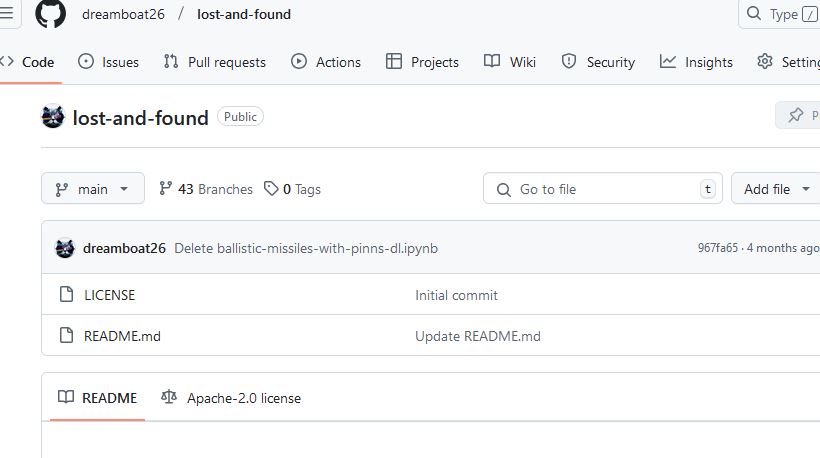 dreamboat26 / lost-and-found Type /
Code Issues Pull requests Actions Projects Wiki Security Insights Setting
lost-and-found Public P
main 43 Branches 0 Tags Go to file t Add file
dreamboat26 Delete ballistic-missiles-with-pinns-dl.ipynb 967fa65 · 4 months ago
LICENSE Initial commit
README.md Update README.md
README Apache-2.0 license